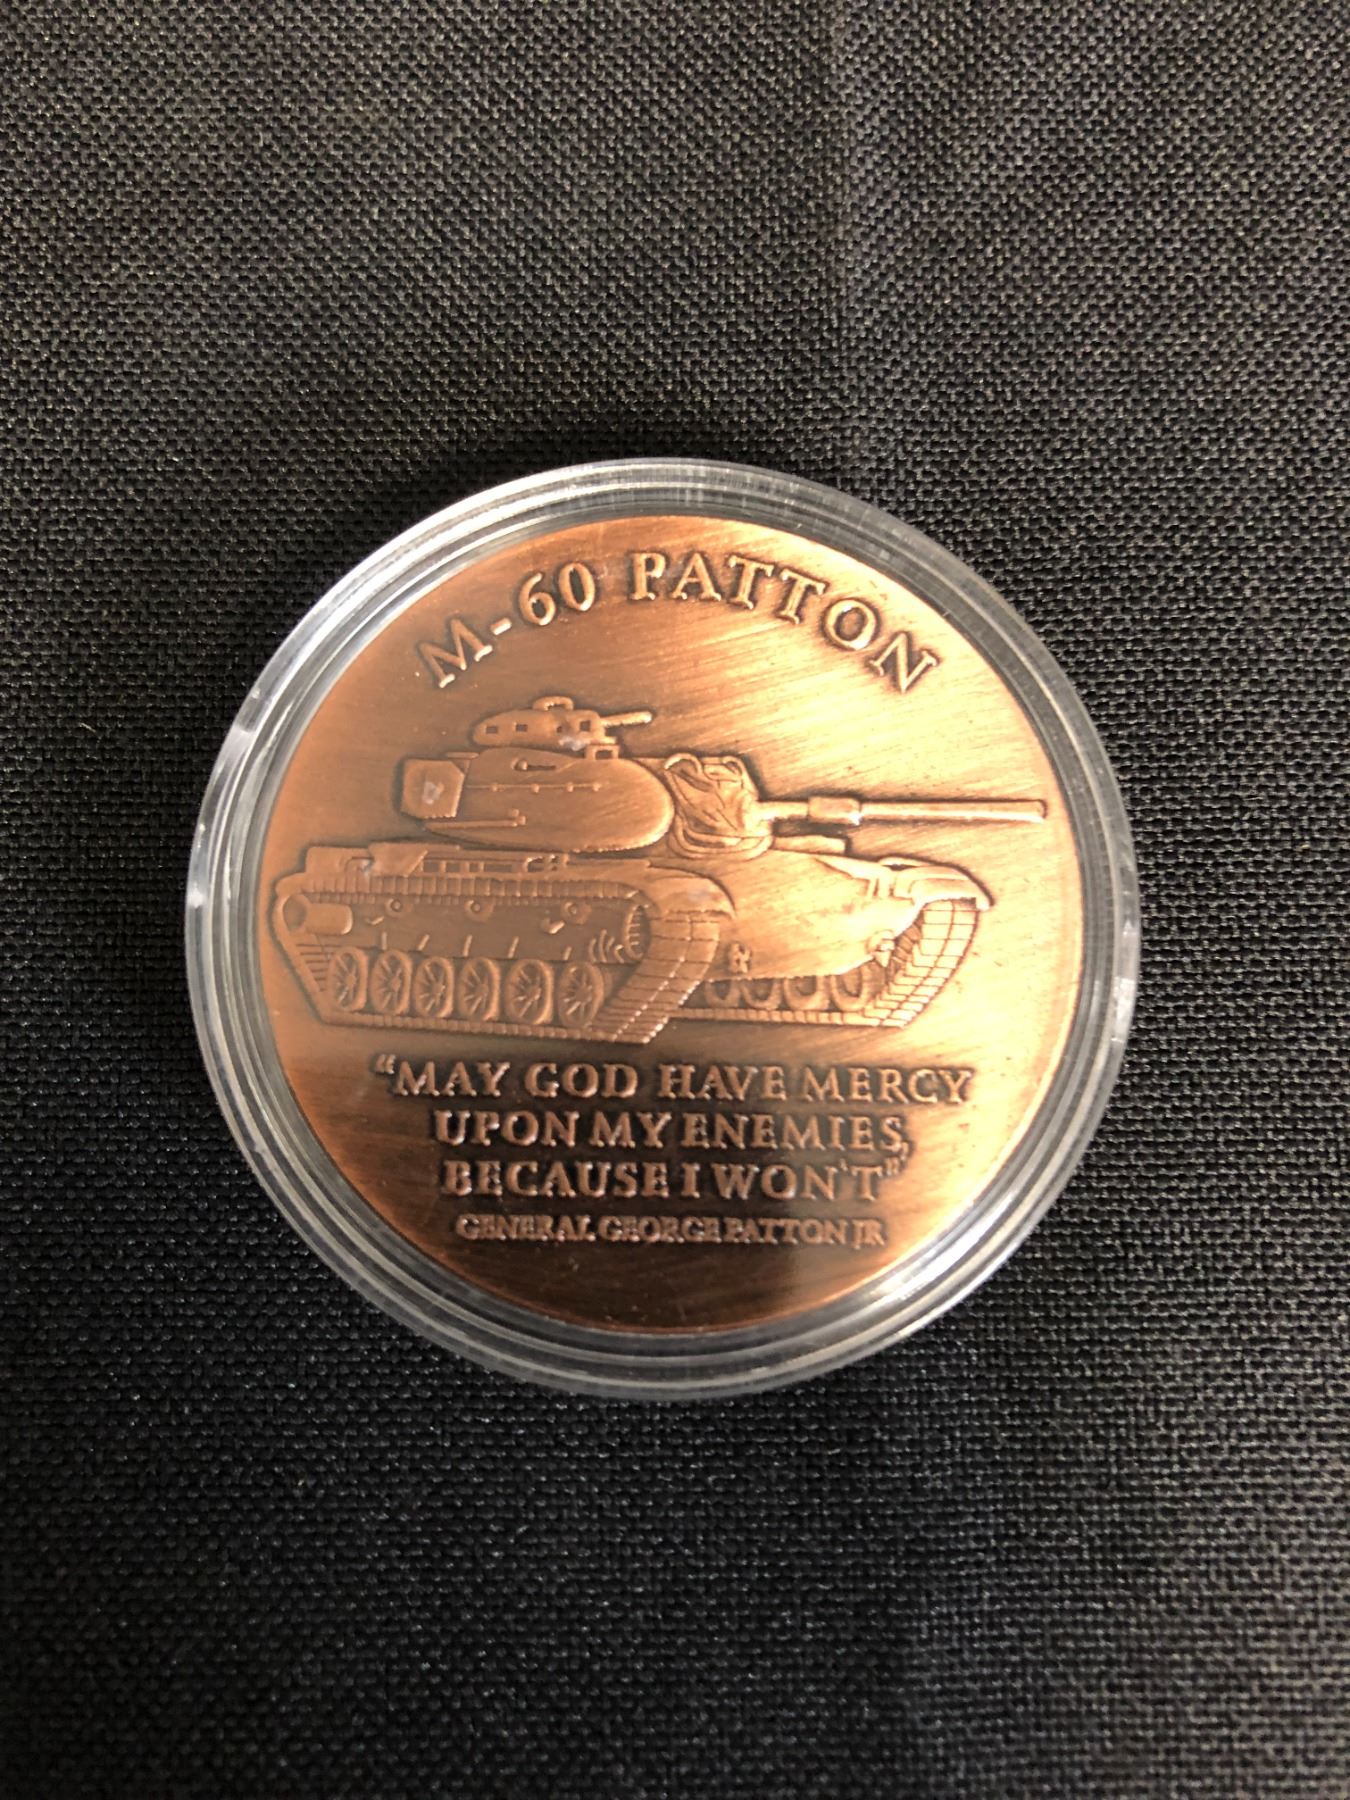 M-60 PATTON
"MAY GOD HAVE MERCY
UPON MY ENEMIES,
BECAUSE I WON'T"
GENERAL GEORGE PATTON JR